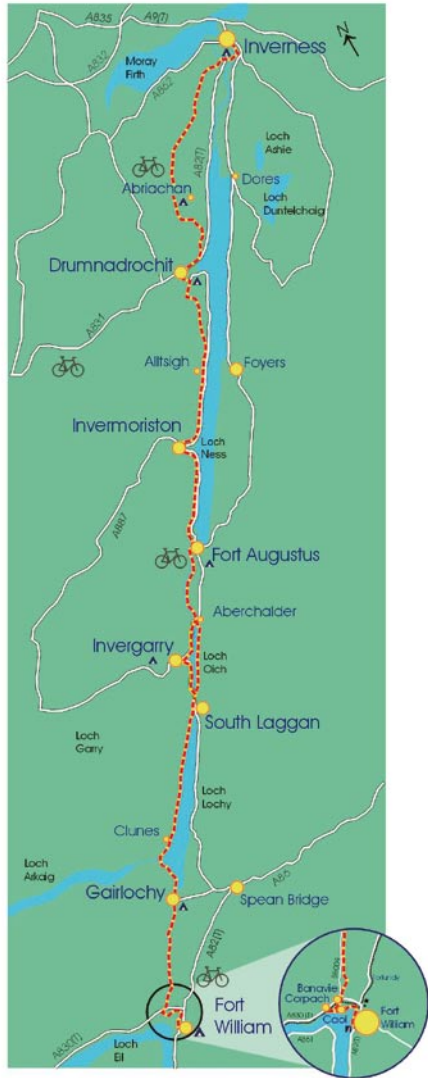 A835
A9(T)
N
Inverness
A832
Moray
Firth
A862
A82(T)
Loch
Ashie
Abriachan
Dores
Loch
Duntelchaig
Drumnadrochit
A831
Alltsigh
Foyers
Invermoriston
Loch
Ness
A887
Fort Augustus
Aberchalder
Invergarry
Loch
Oich
South Laggan
Loch
Garry
Loch
Lochy
Clunes
A86
Loch
Arkaig
Gairlochy
Spean Bridge
A82(T)
Fort
William
A830(T)
Loch
Eil
Banavie
Corpach
Caol
Fort
William
A861